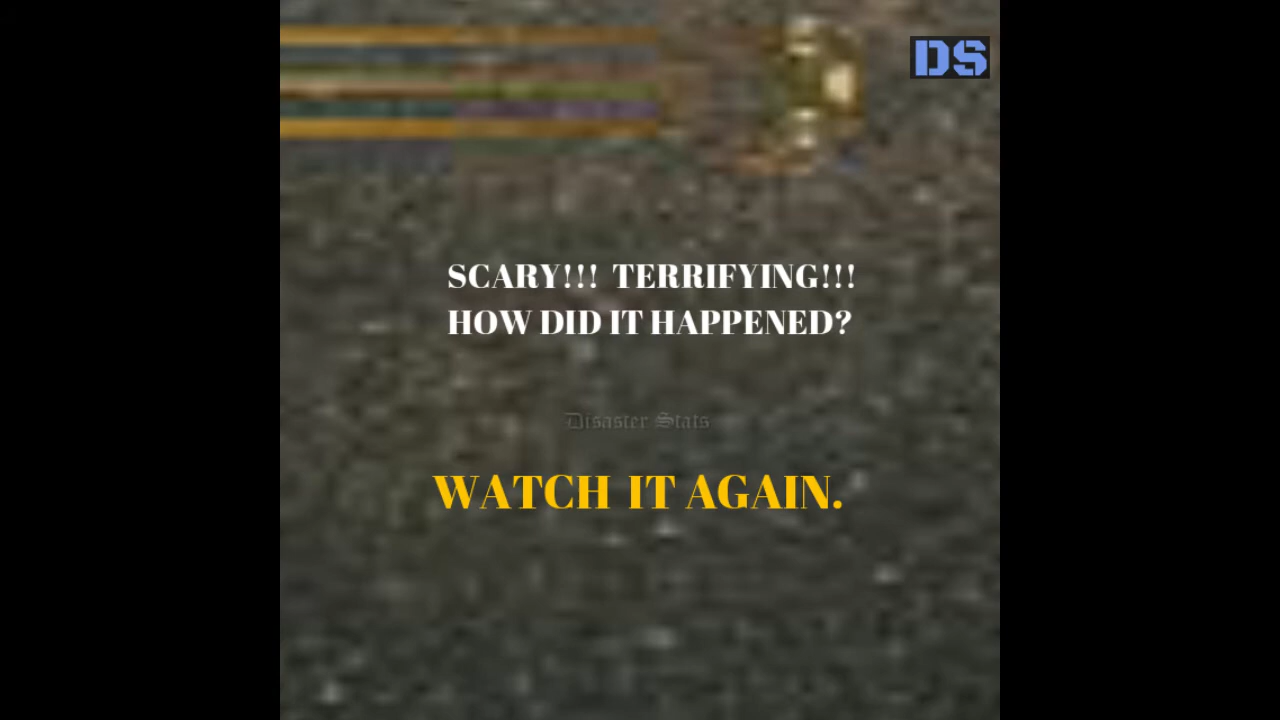 DS
SCARY!!! TERRIFYING!!!
HOW DID IT HAPPENED?
Disaster Stats
WATCH IT AGAIN.